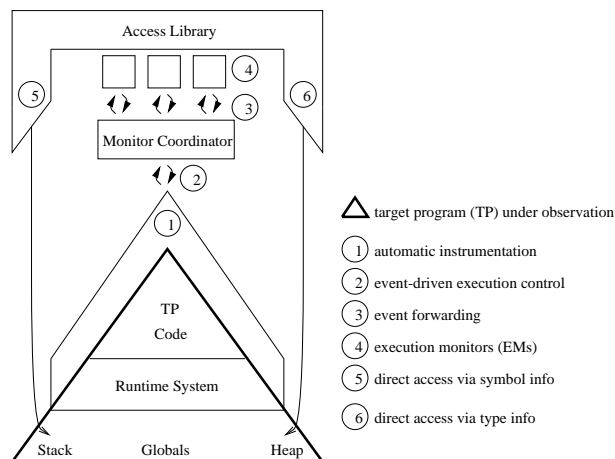 Access Library
4
5
6
3
Monitor Coordinator
2
1
TP
Code
Runtime System
Stack Globals Heap
target program (TP) under observation
1 automatic instrumentation
2 event-driven execution control
3 event forwarding
4 execution monitors (EMs)
5 direct access via symbol info
6 direct access via type info